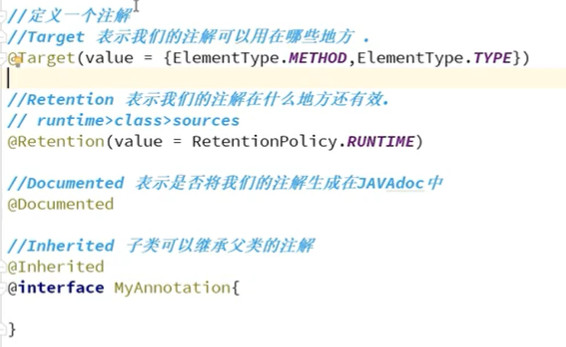 //定义一个注解
//Target 表示我们的注解可以用在哪些地方 .
@Target(value = {ElementType.METHOD,ElementType.TYPE})
//Retention 表示我们的注解在什么地方还有效.
// runtime>class>sources
@Retention(value = RetentionPolicy.RUNTIME)
//Documented 表示是否将我们的注解生成在JAVAdoc中
@Documented
//Inherited 子类可以继承父类的注解
@Inherited
@interface MyAnnotation{
}